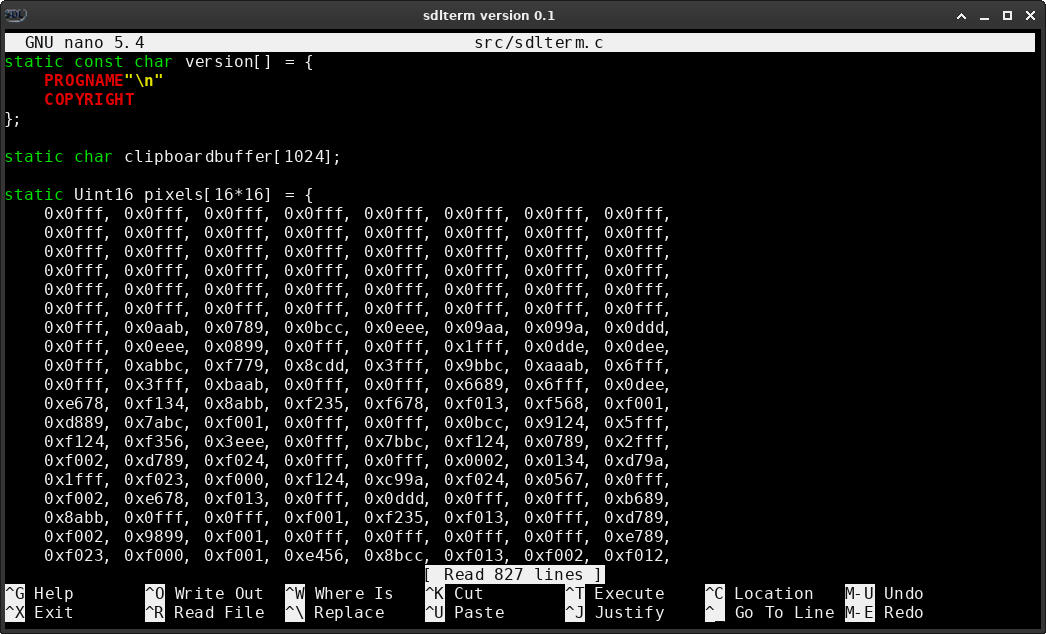 sdlterm version 0.1
GNU nano 5.4 src/sdlterm.c
static const char version[] = {
PROGNAME"\n"
COPYRIGHT
};
static char clipboardbuffer[1024];
static Uint16 pixels[16*16] = {
0x0fff, 0x0fff, 0x0fff, 0x0fff, 0x0fff, 0x0fff, 0x0fff, 0x0fff,
0x0fff, 0x0fff, 0x0fff, 0x0fff, 0x0fff, 0x0fff, 0x0fff, 0x0fff,
0x0fff, 0x0fff, 0x0fff, 0x0fff, 0x0fff, 0x0fff, 0x0fff, 0x0fff,
0x0fff, 0x0fff, 0x0fff, 0x0fff, 0x0fff, 0x0fff, 0x0fff, 0x0fff,
0x0fff, 0x0fff, 0x0fff, 0x0fff, 0x0fff, 0x0fff, 0x0fff, 0x0fff,
0x0fff, 0x0fff, 0x0fff, 0x0fff, 0x0fff, 0x0fff, 0x0fff, 0x0fff,
0x0fff, 0x0aab, 0x0789, 0x0bcc, 0x0eee, 0x09aa, 0x099a, 0x0ddd,
0x0fff, 0x0eee, 0x0899, 0x0fff, 0x0fff, 0x1fff, 0x0dde, 0x0dee,
0x0fff, 0xabbc, 0xf779, 0x8cdd, 0x3fff, 0x9bbc, 0xaaab, 0x6fff,
0x0fff, 0x3fff, 0xbaab, 0x0fff, 0x0fff, 0x6689, 0x6fff, 0x0dee,
0xe678, 0xf134, 0x8abb, 0xf235, 0xf678, 0xf013, 0xf568, 0xf001,
0xd889, 0x7abc, 0xf001, 0x0fff, 0x0fff, 0x0bcc, 0x9124, 0x5fff,
0xf124, 0xf356, 0x3eee, 0x0fff, 0x7bbc, 0xf124, 0x0789, 0x2fff,
0xf002, 0xd789, 0xf024, 0x0fff, 0x0fff, 0x0002, 0x0134, 0xd79a,
0x1fff, 0xf023, 0xf000, 0xf124, 0xc99a, 0xf024, 0x0567, 0x0fff,
0xf002, 0xe678, 0xf013, 0x0fff, 0x0ddd, 0x0fff, 0x0fff, 0xb689,
0x8abb, 0x0fff, 0x0fff, 0xf001, 0xf235, 0xf013, 0x0fff, 0xd789,
0xf002, 0x9899, 0xf001, 0x0fff, 0x0fff, 0x0fff, 0x0fff, 0xe789,
0xf023, 0xf000, 0xf001, 0xe456, 0x8bcc, 0xf013, 0xf002, 0xf012,
[ Read 827 lines ]
^G Help ^O Write Out ^W Where Is ^K Cut ^T Execute ^C Location M-U Undo
^X Exit ^R Read File ^\ Replace ^U Paste ^J Justify ^_ Go To Line M-E Redo